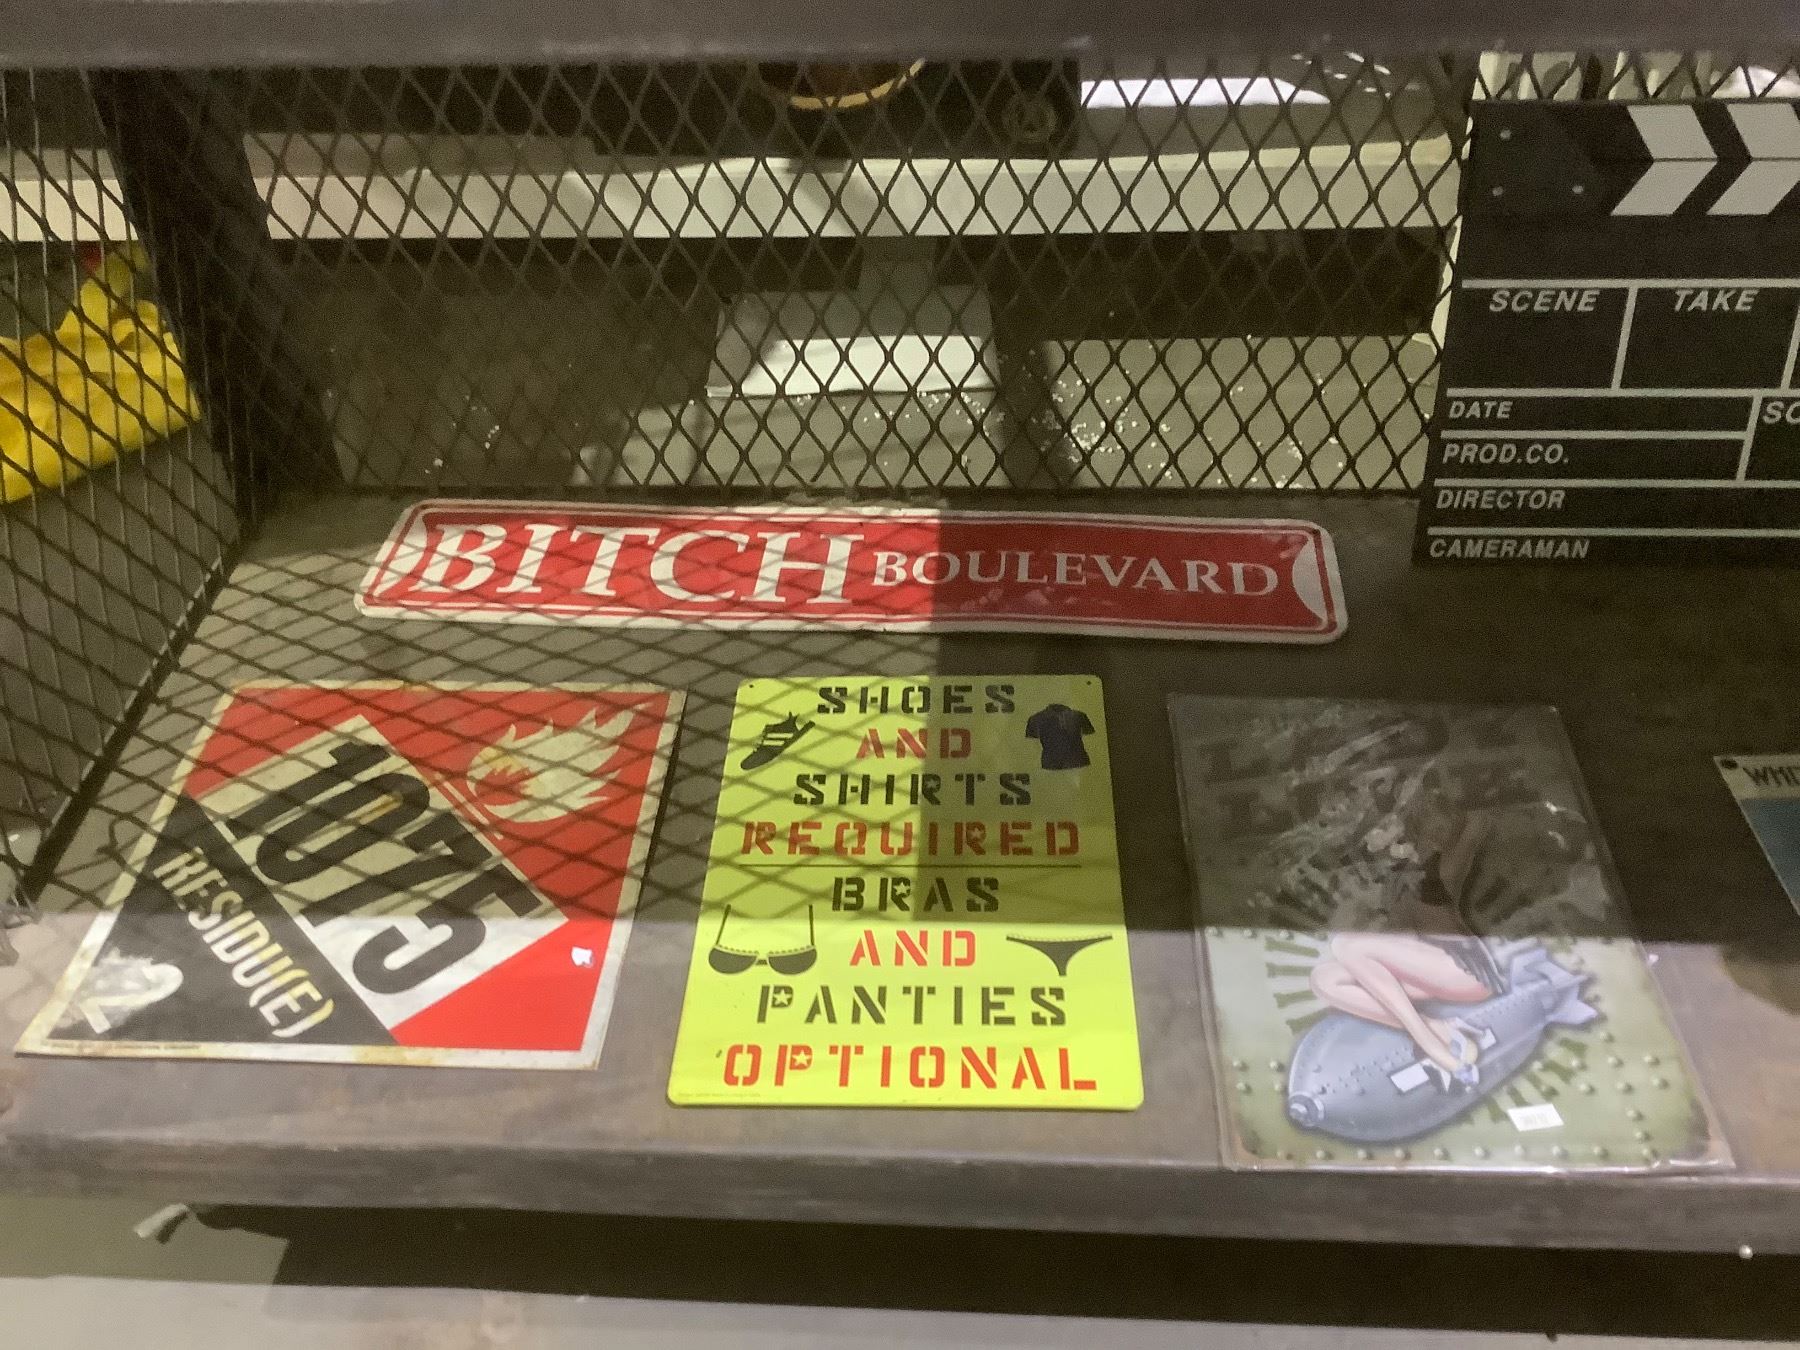 SCENE TAKE
DATE
PROD.CO.
DIRECTOR
CAMERAMAN
BITCH BOULEVARD
1075
RESIDU(E)
2
SHOES
AND
SHIRTS
REQUIRED
BRAS
AND
PANTIES
OPTIONAL